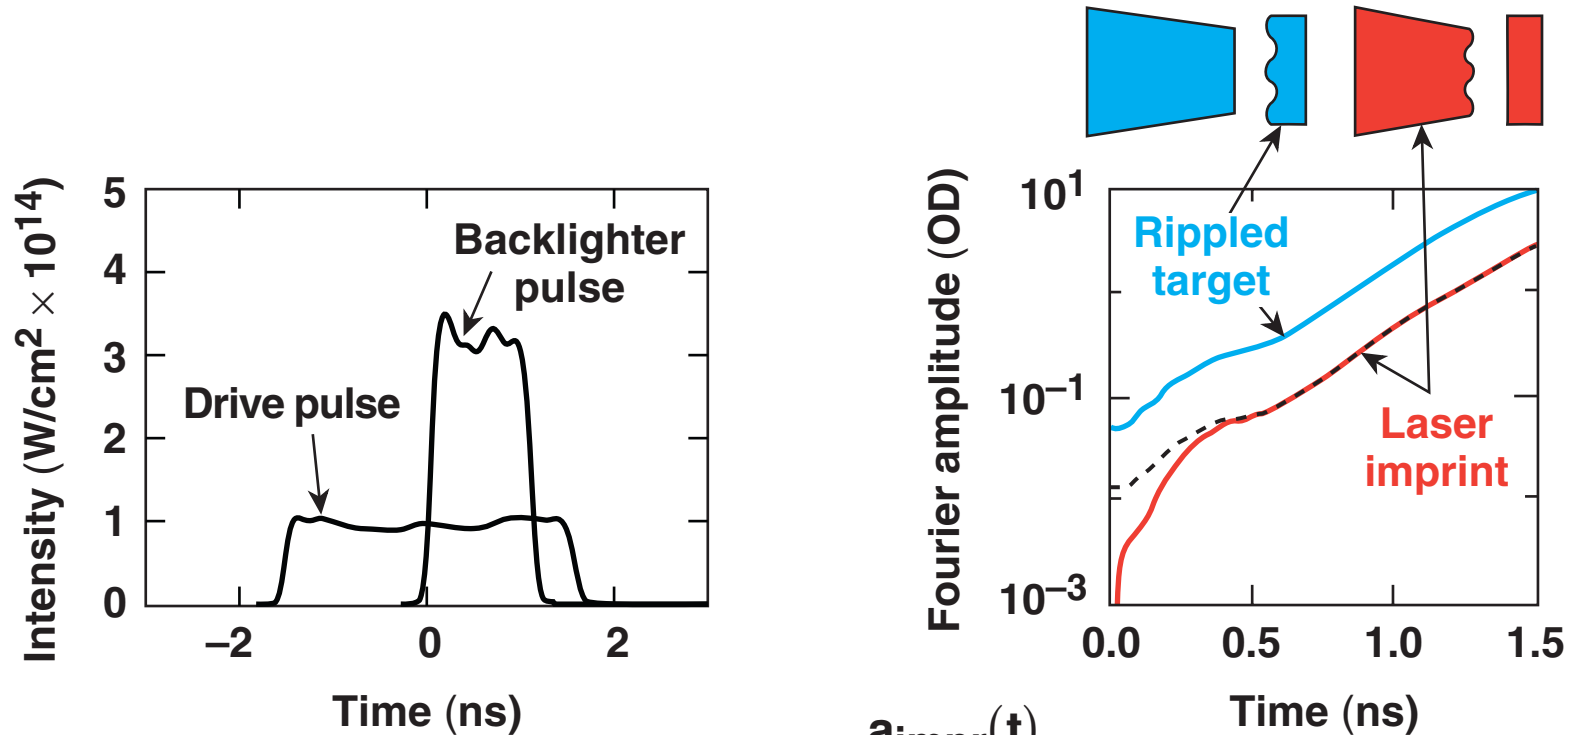 5
4
3
2
1
0
Intensity (W/cm² × 10¹⁴)
Backlighter
pulse
Drive pulse
–2
0
2
Time (ns)
10¹
10–¹
10–³
Fourier amplitude (OD)
Rippled
target
Laser
imprint
0.0
0.5
1.0
1.5
Time (ns)